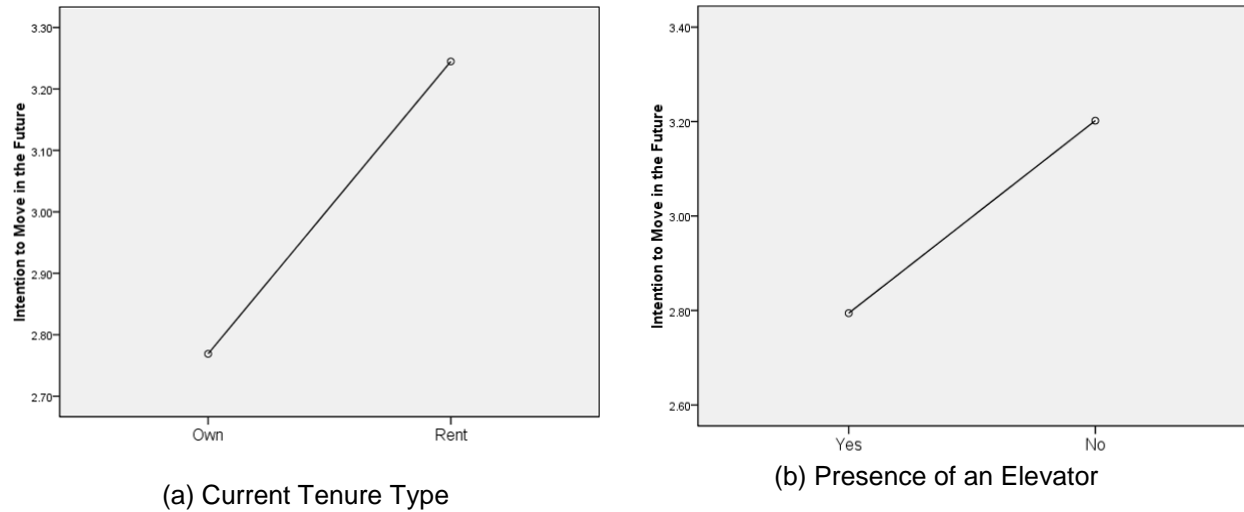 Intention to Move in the Future
3.30
3.20
3.10
3.00
2.90
2.80
2.70
Own
Rent
(a) Current Tenure Type
Intention to Move in the Future
3.40
3.20
3.00
2.80
2.60
Yes
No
(b) Presence of an Elevator